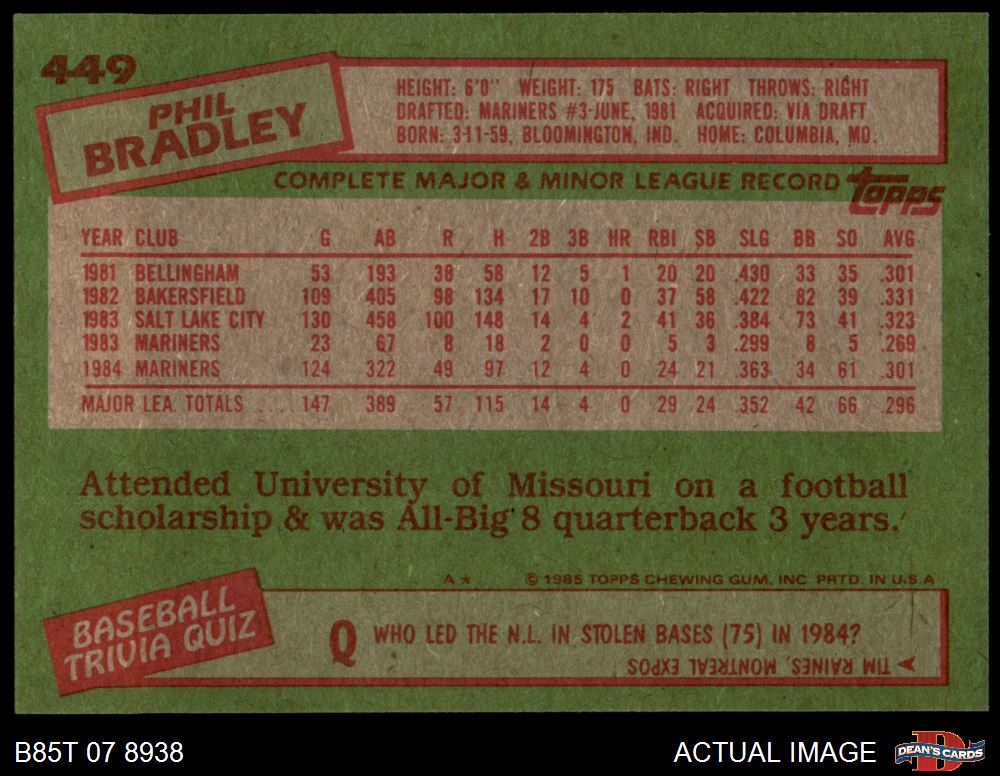 449
PHIL
BRADLEY
HEIGHT: 6'0" WEIGHT: 175 BATS: RIGHT THROWS: RIGHT
DRAFTED: MARINERS #3-JUNE, 1981 ACQUIRED: VIA DRAFT
BORN: 3-11-59, BLOOMINGTON, IND. HOME: COLUMBIA, MO.
COMPLETE MAJOR & MINOR LEAGUE RECORD topps
YEAR CLUB G AB R H 2B 3B HR RBI SB SLG BB SO AVG
1981 BELLINGHAM 53 193 38 58 12 5 1 20 20 .430 33 35 .301
1982 BAKERSFIELD 109 405 98 134 17 10 0 37 58 .422 82 39 .331
1983 SALT LAKE CITY 130 458 100 148 14 4 2 41 36 .384 73 41 .323
1983 MARINERS 23 67 8 18 2 0 0 5 3 .299 8 5 .269
1984 MARINERS 124 322 49 97 12 4 0 24 21 .363 34 61 .301
MAJOR LEA. TOTALS ..... 147 389 57 115 14 4 0 29 24 .352 42 66 .296
Attended University of Missouri on a football
scholarship & was All-Big 8 quarterback 3 years.
A* © 1985 TOPPS CHEWING GUM, INC. PRTD. IN U.S.A
BASEBALL
TRIVIA QUIZ
Q WHO LED THE N.L. IN STOLEN BASES (75) IN 1984?
A TIM RAINES, MONTREAL EXPOS
B85T 07 8938
ACTUAL IMAGE
D
DEAN'S CARDS